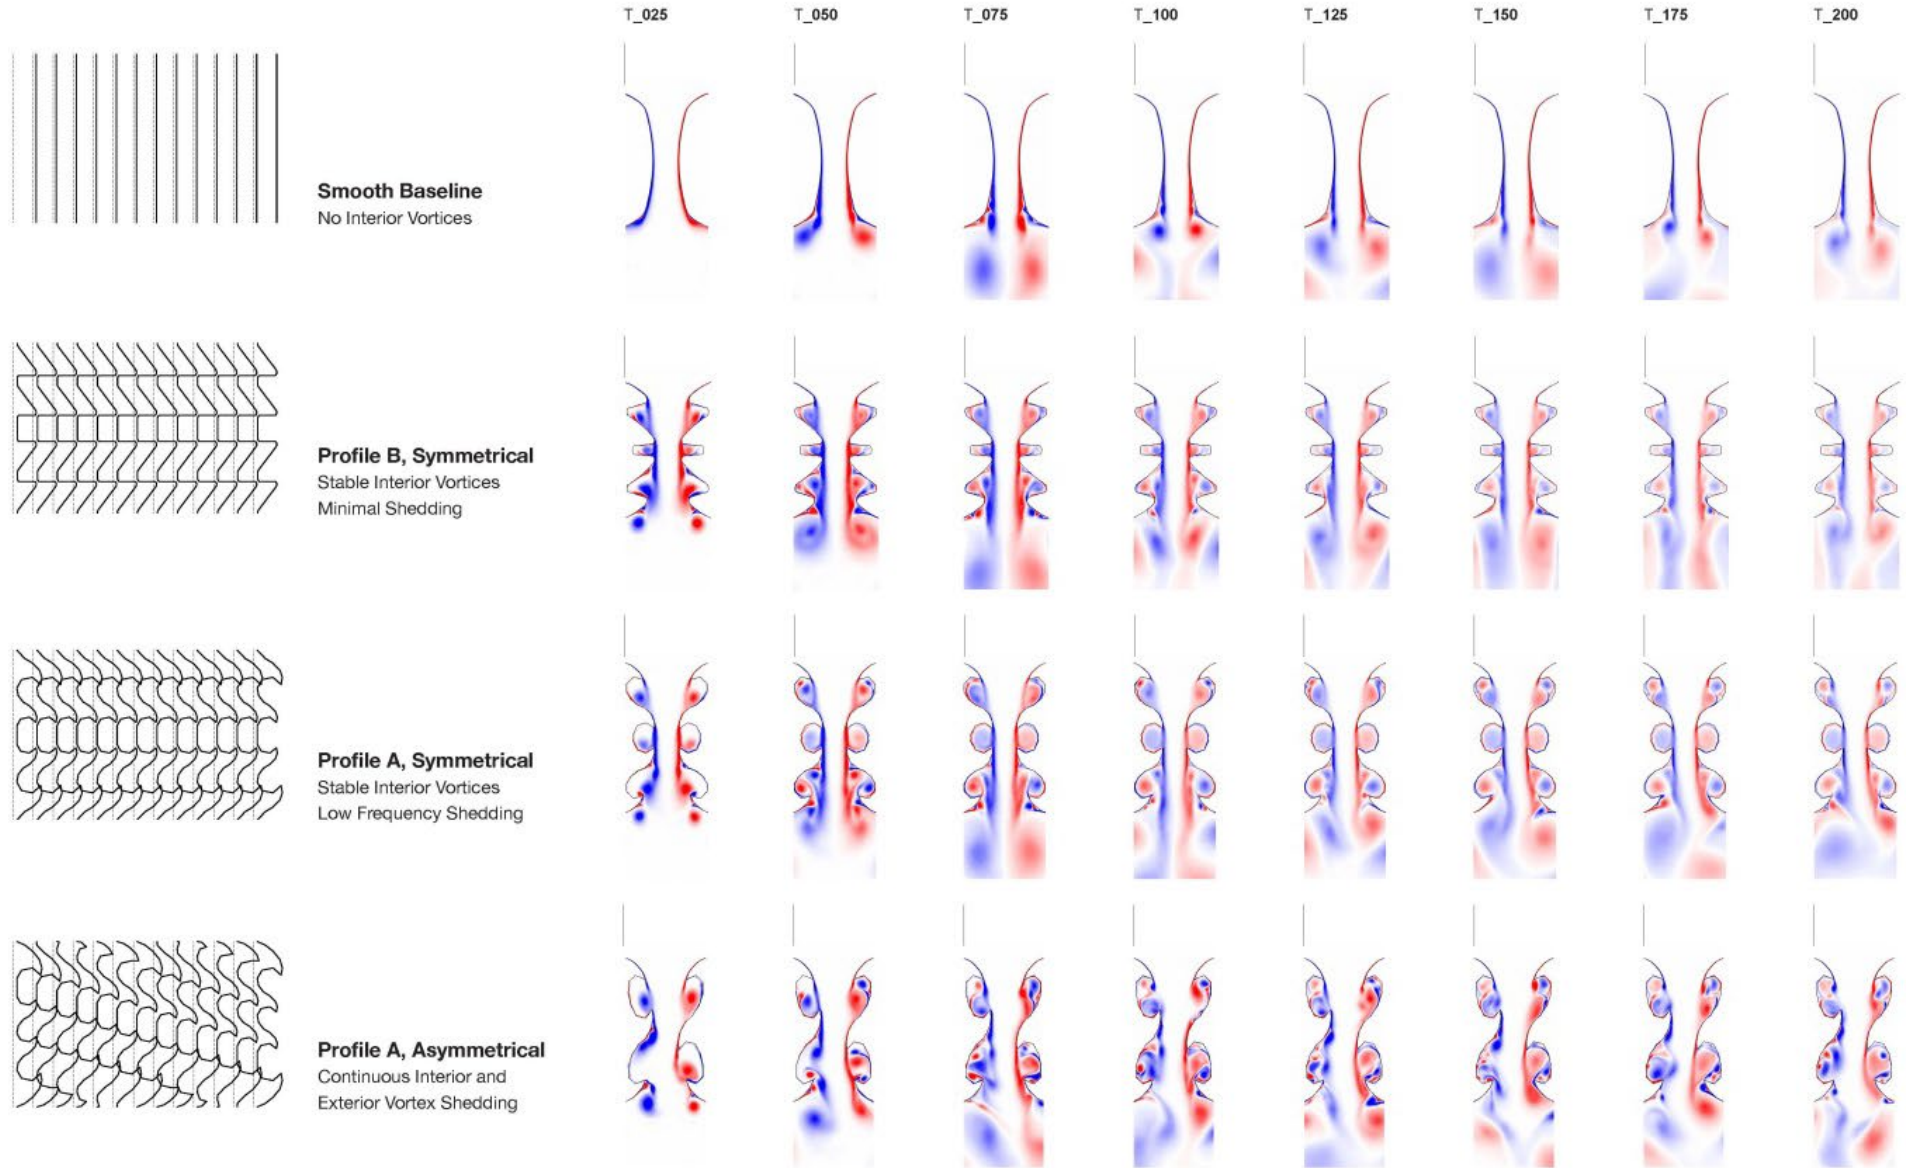 T_025 T_050 T_075 T_100 T_125 T_150 T_175 T_200
Smooth Baseline
No Interior Vortices
Profile B, Symmetrical
Stable Interior Vortices
Minimal Shedding
Profile A, Symmetrical
Stable Interior Vortices
Low Frequency Shedding
Profile A, Asymmetrical
Continuous Interior and
Exterior Vortex Shedding